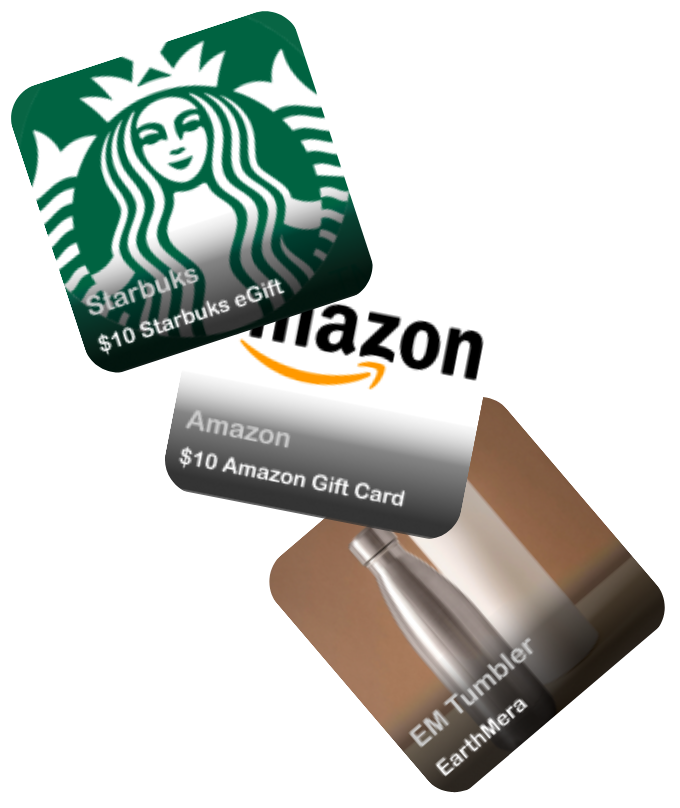 Starbuks
$10 Starbuks eGift
mazon
Amazon
$10 Amazon Gift Card
EM Tumbler
EarthMera